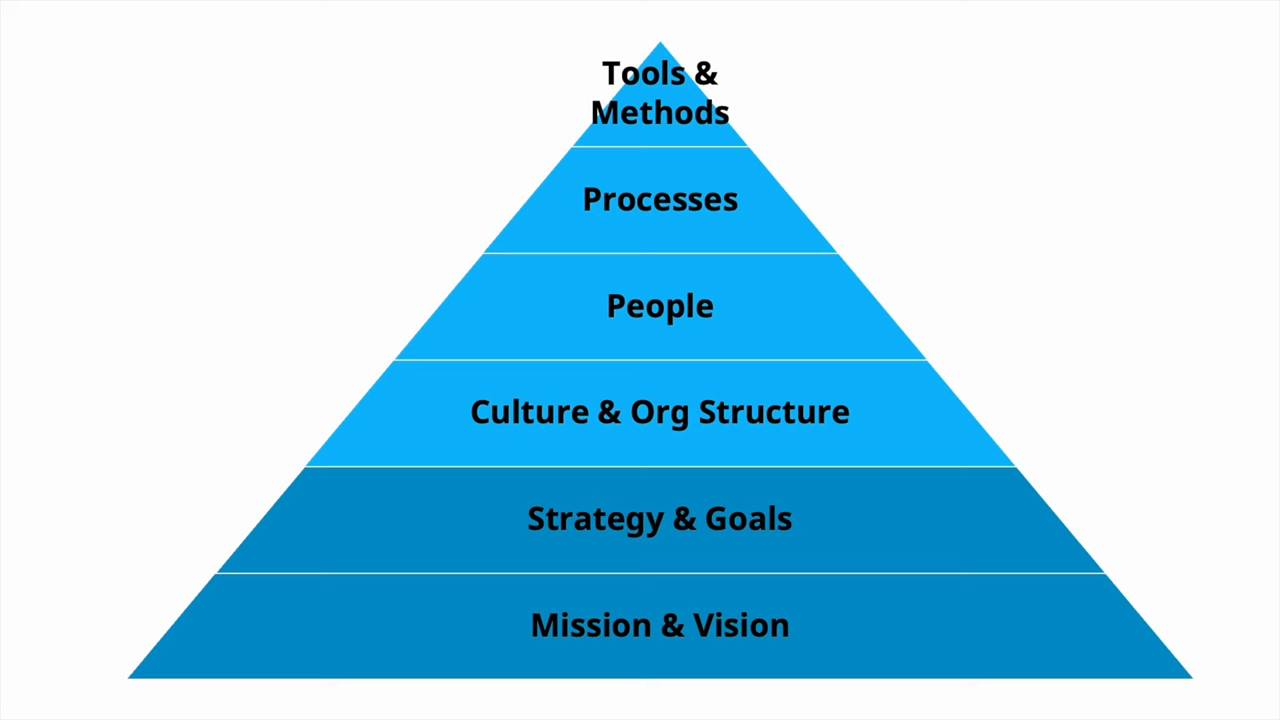 Tools &
Methods
Processes
People
Culture & Org Structure
Strategy & Goals
Mission & Vision